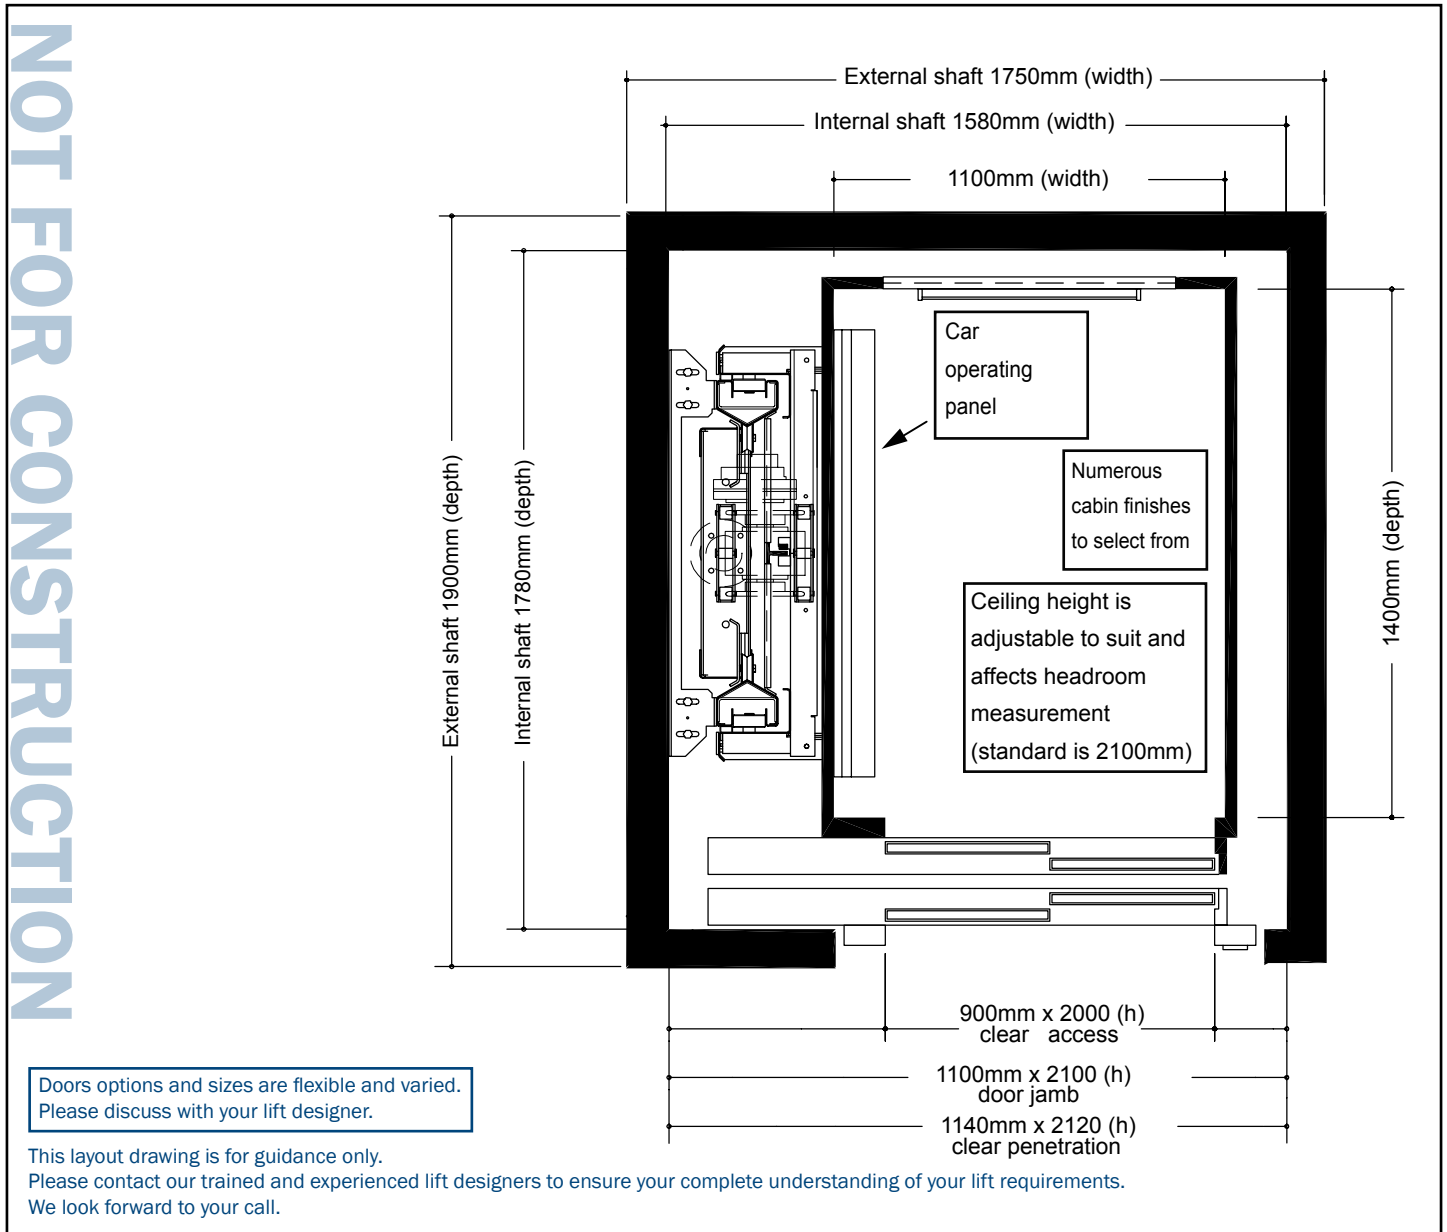 NOT FOR CONSTRUCTION
External shaft 1750mm (width)
Internal shaft 1580mm (width)
1100mm (width)
External shaft 1900mm (depth)
Internal shaft 1780mm (depth)
Car
operating
panel
Numerous
cabin finishes
to select from
1400mm (depth)
Ceiling height is
adjustable to suit and
affects headroom
measurement
(standard is 2100mm)
900mm x 2000 (h)
clear access
1100mm x 2100 (h)
door jamb
1140mm x 2120 (h)
clear penetration
Doors options and sizes are flexible and varied.
Please discuss with your lift designer.
This layout drawing is for guidance only.
Please contact our trained and experienced lift designers to ensure your complete understanding of your lift requirements.
We look forward to your call.